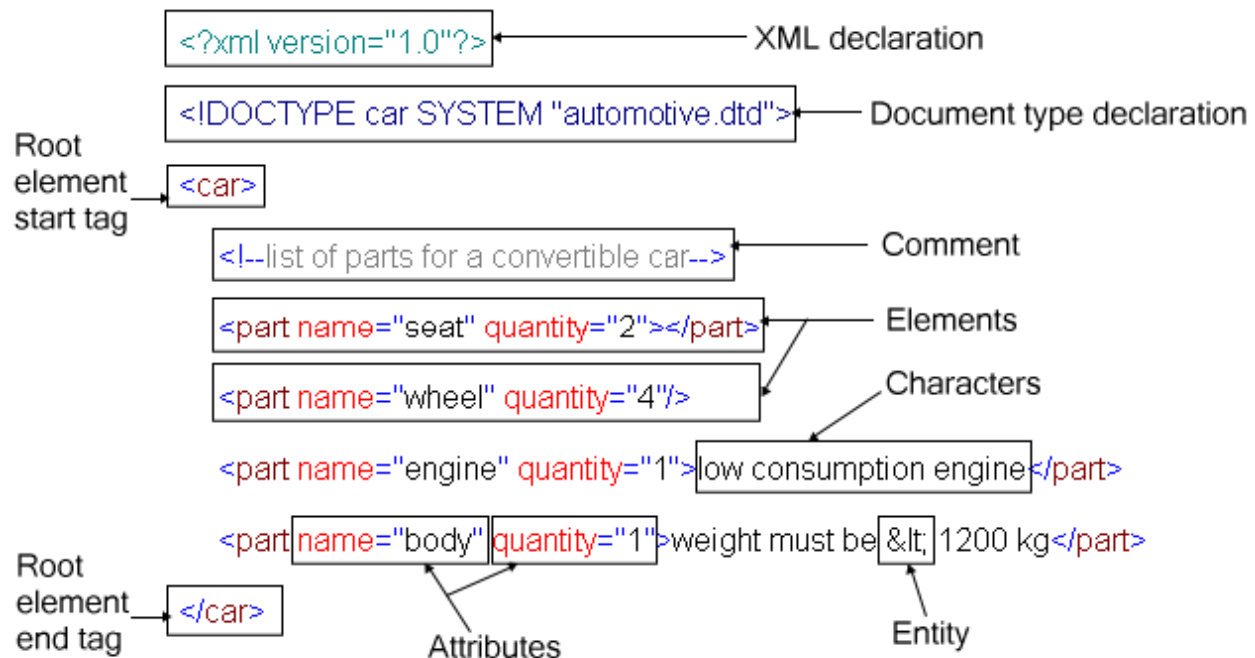 <?xml version="1.0"?>
XML declaration
<!DOCTYPE car SYSTEM "automotive.dtd">
Document type declaration
Root
element
start tag
<car>
<!--list of parts for a convertible car-->
Comment
<part name="seat" quantity="2"></part>
Elements
<part name="wheel" quantity="4"/>
Characters
<part name="engine" quantity="1">low consumption engine</part>
<part name="body" quantity="1">weight must be &lt; 1200 kg</part>
Root
element
end tag
</car>
Attributes
Entity